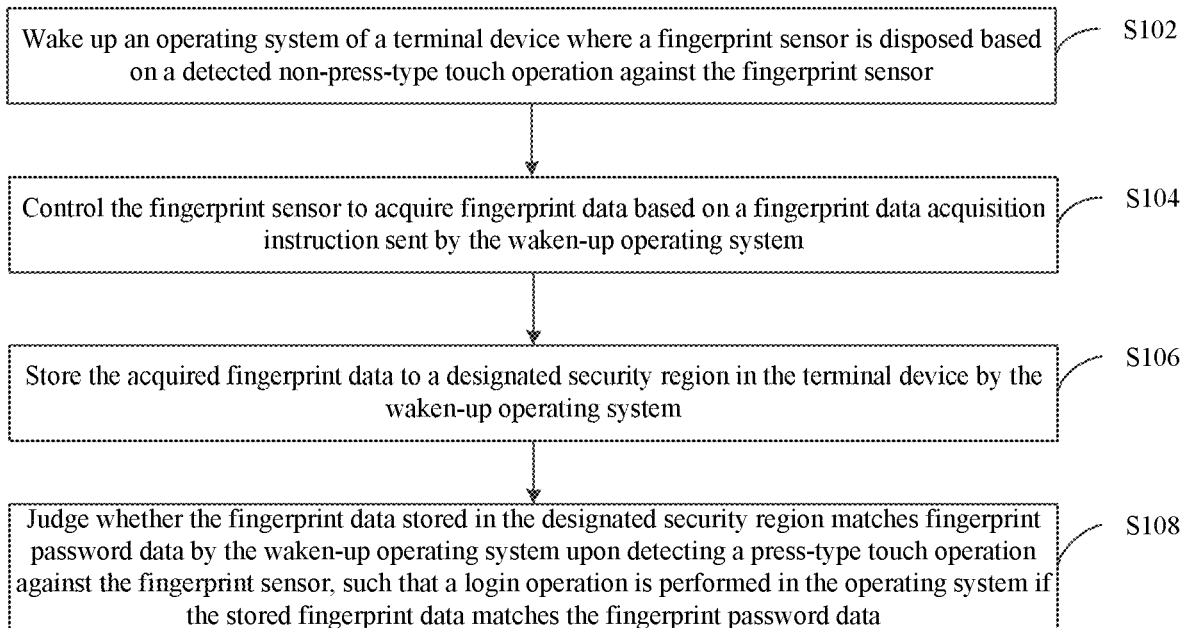 Wake up an operating system of a terminal device where a fingerprint sensor is disposed based
on a detected non-press-type touch operation against the fingerprint sensor
S102
Control the fingerprint sensor to acquire fingerprint data based on a fingerprint data acquisition
instruction sent by the waken-up operating system
S104
Store the acquired fingerprint data to a designated security region in the terminal device by the
waken-up operating system
S106
Judge whether the fingerprint data stored in the designated security region matches fingerprint
password data by the waken-up operating system upon detecting a press-type touch operation
against the fingerprint sensor, such that a login operation is performed in the operating system if
the stored fingerprint data matches the fingerprint password data
S108